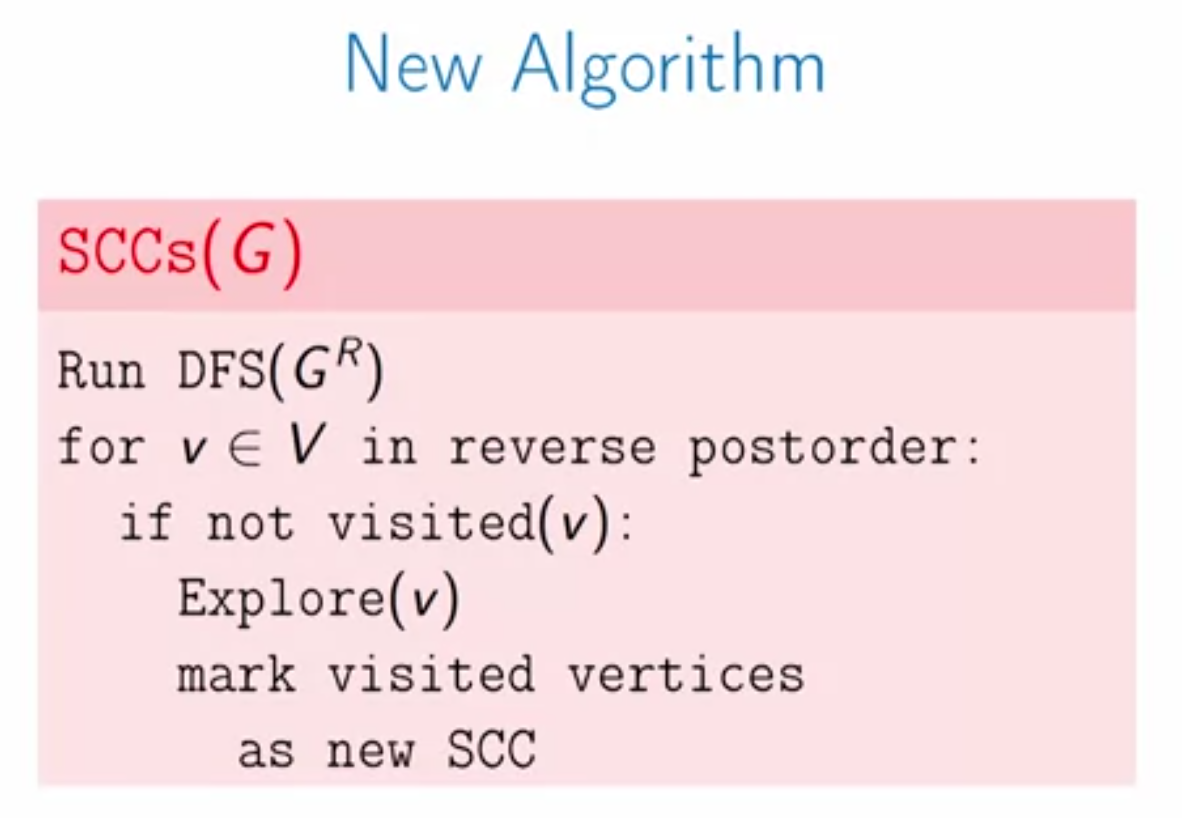 New Algorithm
SCCs(G)
Run DFS(Gᴿ)
for v ∈ V in reverse postorder:
if not visited(v):
Explore(v)
mark visited vertices
as new SCC